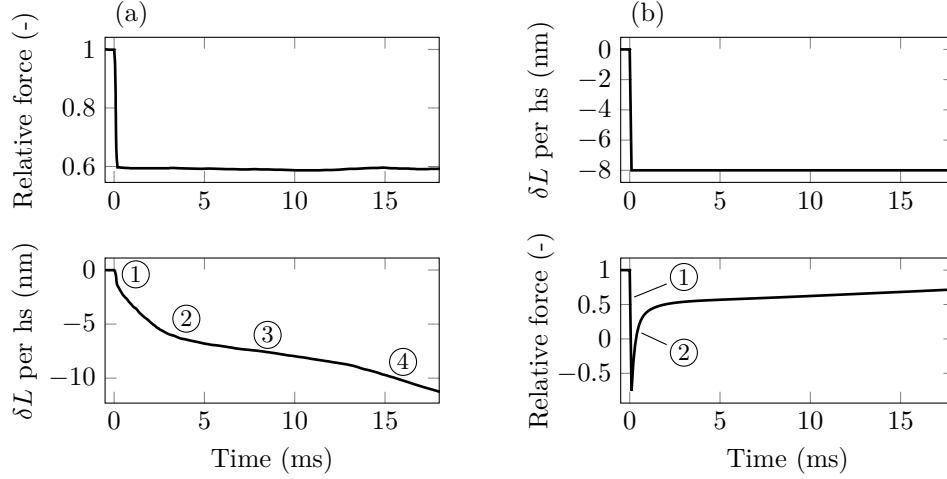 (a)
Relative force (-)
1
0.8
0.6
0 5 10 15
δL per hs (nm)
0
−5
−10
① ② ③ ④
0 5 10 15
Time (ms)
(b)
δL per hs (nm)
0
−2
−4
−6
−8
0 5 10 15
Relative force (-)
1
0.5
0
−0.5
①
②
0 5 10 15
Time (ms)